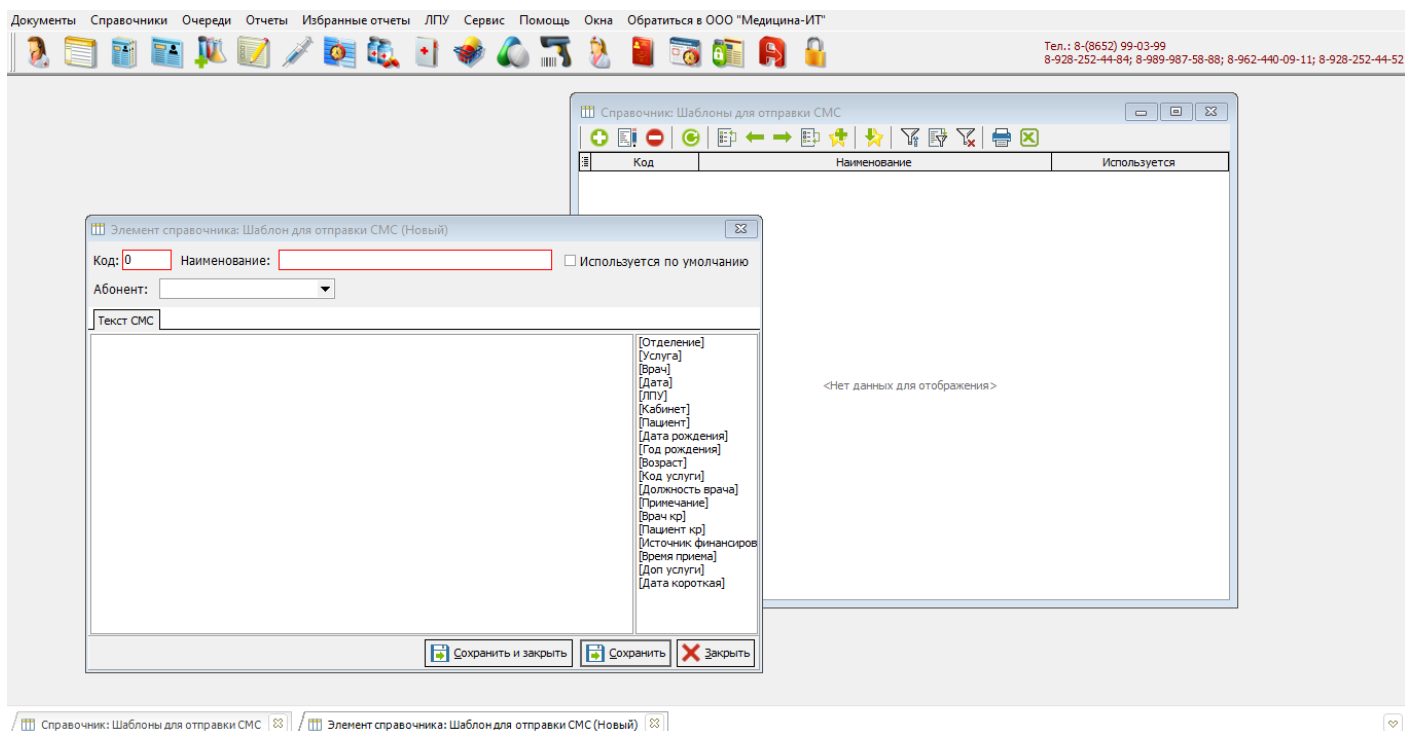 Документы Справочники Очереди Отчеты Избранные отчеты ЛПУ Сервис Помощь Окна Обратиться в ООО "Медицина-ИТ"
Тел.: 8-(8652) 99-03-99
8-928-252-44-84; 8-989-987-58-88; 8-962-440-09-11; 8-928-252-44-52
Справочник: Шаблоны для отправки СМС
Код Наименование Используется
<Нет данных для отображения>
Элемент справочника: Шаблон для отправки СМС (Новый)
Код: 0 Наименование: Используется по умолчанию
Абонент:
Текст СМС
[Отделение]
[Услуга]
[Врач]
[Дата]
[ЛПУ]
[Кабинет]
[Пациент]
[Дата рождения]
[Год рождения]
[Возраст]
[Код услуги]
[Должность врача]
[Примечание]
[Врач кр]
[Пациент кр]
[Источник финансиров
[Время приема]
[Доп услуги]
[Дата короткая]
Сохранить и закрыть Сохранить Закрыть
Справочник: Шаблоны для отправки СМС Элемент справочника: Шаблон для отправки СМС (Новый)